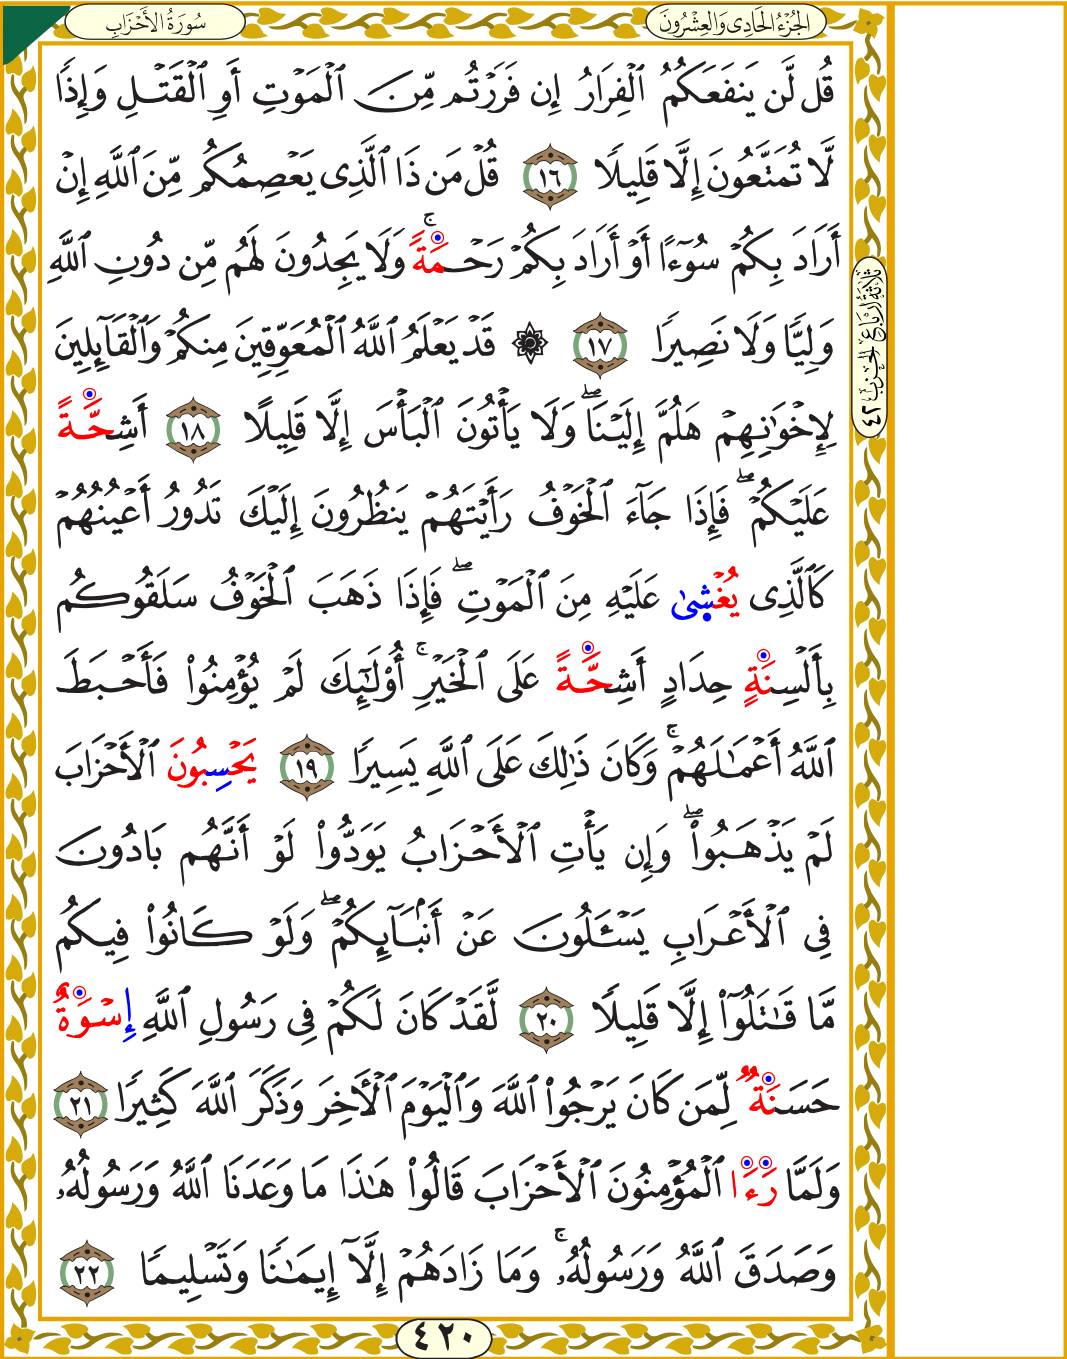 الجُزْءُ الحَادِى وَالعِشْرُونَ
سُورَةُ الأَحْزَابِ
قُل لَّن يَنفَعَكُمُ ٱلْفِرَارُ إِن فَرَرْتُم مِّنَ ٱلْمَوْتِ أَوِ ٱلْقَتْلِ وَإِذًا
لَّا تُمَتَّعُونَ إِلَّا قَلِيلًا ١٦ قُلْ مَن ذَا ٱلَّذِى يَعْصِمُكُم مِّنَ ٱللَّهِ إِنْ
أَرَادَ بِكُمْ سُوٓءًا أَوْ أَرَادَ بِكُمْ رَحْمَةً ۚ وَلَا يَجِدُونَ لَهُم مِّن دُونِ ٱللَّهِ
وَلِيًّا وَلَا نَصِيرًا ١٧ ۞ قَدْ يَعْلَمُ ٱللَّهُ ٱلْمُعَوِّقِينَ مِنكُمْ وَٱلْقَآئِلِينَ
لِإِخْوَٰنِهِمْ هَلُمَّ إِلَيْنَا ۖ وَلَا يَأْتُونَ ٱلْبَأْسَ إِلَّا قَلِيلًا ١٨ أَشِحَّةً
عَلَيْكُمْ ۖ فَإِذَا جَآءَ ٱلْخَوْفُ رَأَيْتَهُمْ يَنظُرُونَ إِلَيْكَ تَدُورُ أَعْيُنُهُمْ
كَٱلَّذِى يُغْشِىٰ عَلَيْهِ مِنَ ٱلْمَوْتِ ۖ فَإِذَا ذَهَبَ ٱلْخَوْفُ سَلَقُوكُم
بِأَلْسِنَةٍ حِدَادٍ أَشِحَّةً عَلَى ٱلْخَيْرِ ۚ أُو۟لَٰٓئِكَ لَمْ يُؤْمِنُوا۟ فَأَحْبَطَ
ٱللَّهُ أَعْمَٰلَهُمْ ۚ وَكَانَ ذَٰلِكَ عَلَى ٱللَّهِ يَسِيرًا ١٩ يَحْسِبُونَ ٱلْأَحْزَابَ
لَمْ يَذْهَبُوا۟ ۖ وَإِن يَأْتِ ٱلْأَحْزَابُ يَوَدُّوا۟ لَوْ أَنَّهُم بَادُونَ
فِى ٱلْأَعْرَابِ يَسْـَٔلُونَ عَنْ أَنۢبَآئِكُمْ ۖ وَلَوْ كَانُوا۟ فِيكُم
مَّا قَٰتَلُوٓا۟ إِلَّا قَلِيلًا ٢٠ لَّقَدْ كَانَ لَكُمْ فِى رَسُولِ ٱللَّهِ إِسْوَةٌ
حَسَنَةٌ لِّمَن كَانَ يَرْجُوا۟ ٱللَّهَ وَٱلْيَوْمَ ٱلْأَخِرَ وَذَكَرَ ٱللَّهَ كَثِيرًا ٢١
وَلَمَّا رَءَا ٱلْمُؤْمِنُونَ ٱلْأَحْزَابَ قَالُوا۟ هَٰذَا مَا وَعَدَنَا ٱللَّهُ وَرَسُولُهُۥ
وَصَدَقَ ٱللَّهُ وَرَسُولُهُۥ ۚ وَمَا زَادَهُمْ إِلَّآ إِيمَٰنًا وَتَسْلِيمًا ٢٢
ثَلَاثَةُ أَرْبَاعِ الحِزْبِ ٤٢
٤٢٠